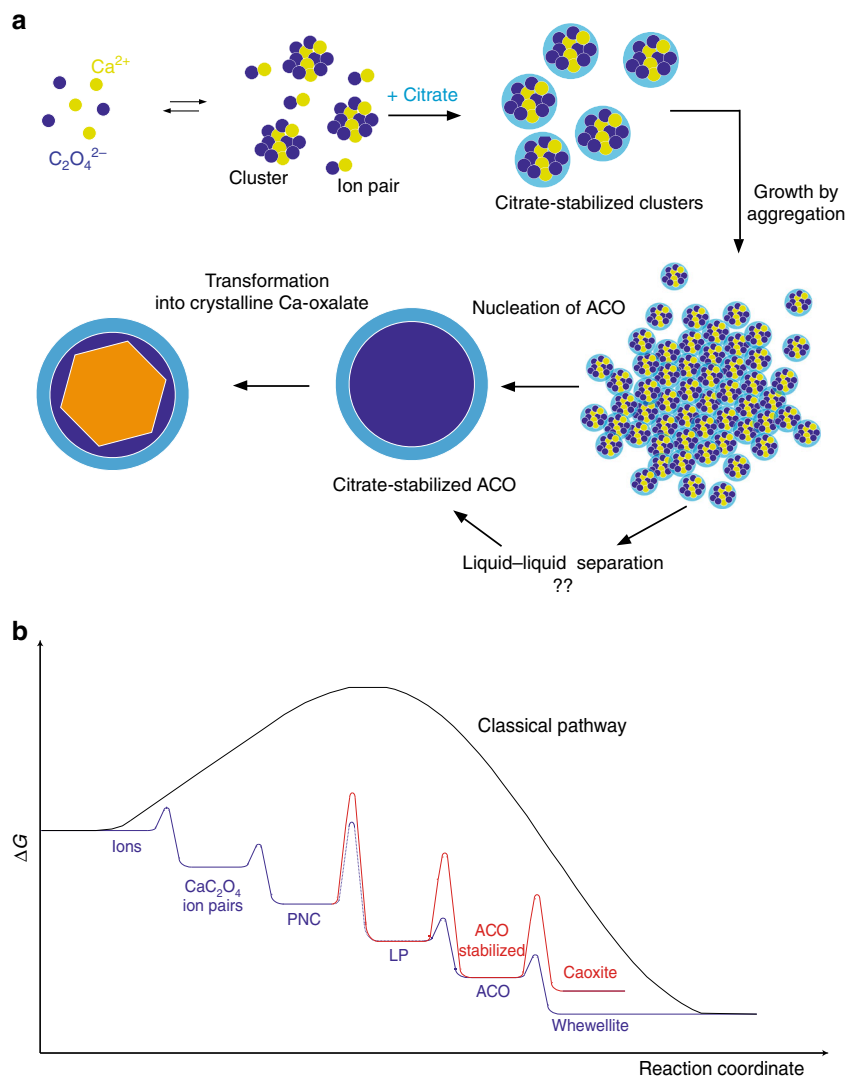 a
Ca²⁺
C₂O₄²⁻
Cluster
Ion pair
+ Citrate
Citrate-stabilized clusters
Growth by
aggregation
Transformation
into crystalline Ca-oxalate
Nucleation of ACO
Citrate-stabilized ACO
Liquid–liquid separation
??
b
ΔG
Classical pathway
Ions
CaC₂O₄
ion pairs
PNC
LP
ACO
stabilized
ACO
Caoxite
Whewellite
Reaction coordinate